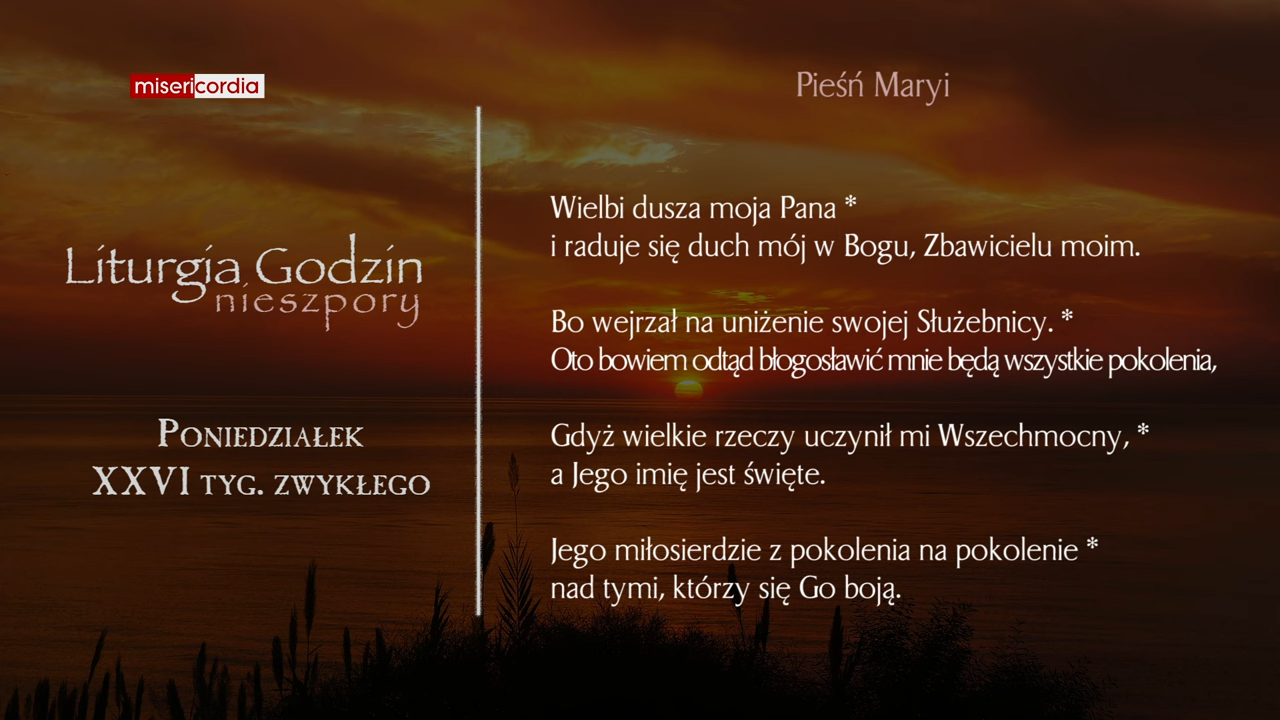 misericordia
Liturgia Godzin
nieszpory
Poniedziałek
XXVI tyg. zwykłego
Pieśń Maryi
Wielbi dusza moja Pana *
i raduje się duch mój w Bogu, Zbawicielu moim.
Bo wejrzał na uniżenie swojej Służebnicy. *
Oto bowiem odtąd błogosławić mnie będą wszystkie pokolenia,
Gdyż wielkie rzeczy uczynił mi Wszechmocny, *
a Jego imię jest święte.
Jego miłosierdzie z pokolenia na pokolenie *
nad tymi, którzy się Go boją.